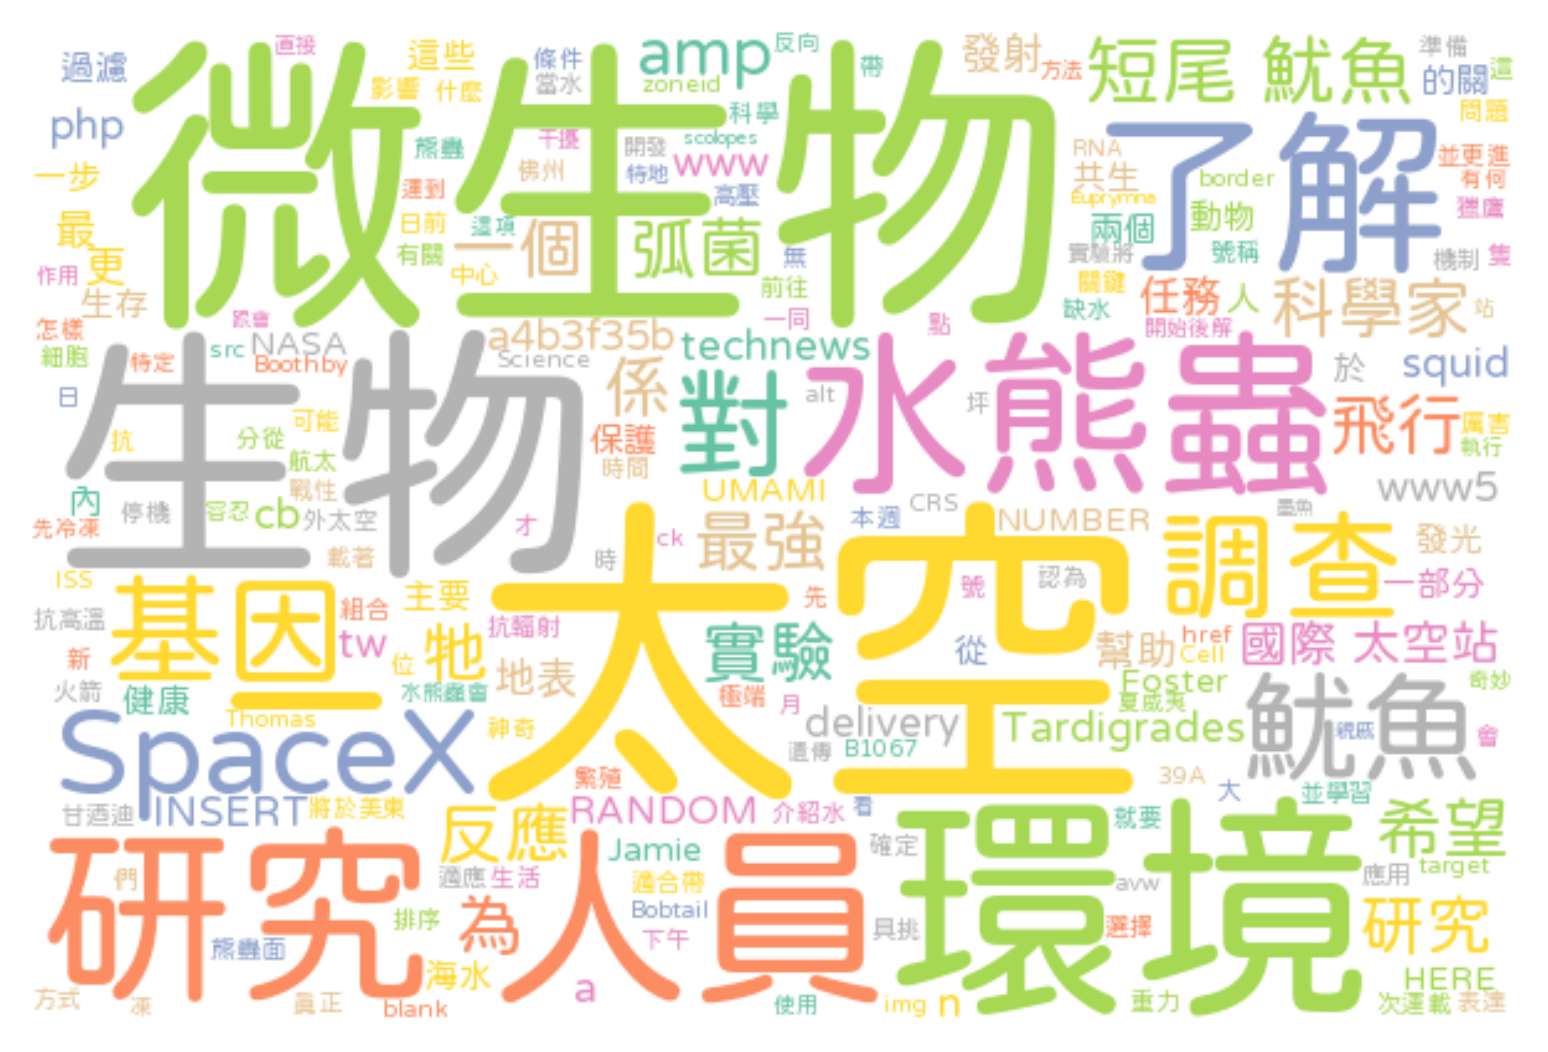 直接
過濾
這些
條件
amp
反向
發射
準備
微生物
影響 什麼
當水
zoneid
帶
方法
短尾 魷魚
的關
這
php
熊蟲
干擾
科學
scolopes
了解
問題
一步
運到
佛州
開發
特地
www
高壓
RNA
共生
Euprymna
border
並更進
有何
最
日前
這項
一個
弧菌
兩個
動物
獵鷹
更
有關
中心
無
實驗將
號稱
機制
隻
作用
生存
前往
關鍵
缺水
任務
人
科學家
站
怎樣
跟會
一同
點
開始後解
細胞
特定
src
NASA
Boothby
a4b3f35b
Science
technews
水熊蟲
於
squid
日
生物
係
對
alt
坪
飛行
厲害
執行
抗
分從
可能
航太
戰性
保護
時間
UMAMI
www5
內
停機
容忍
cb
外太空
CRS
墨魚
先冷凍
載著
才
時
ck
最強
本週
NUMBER
調查
發光
ISS
太空
號
認為
一部分
抗高溫
基因
組合
主要
抗輻射
先
新
tw
位
牠
地表
實驗
從
幫助
href
Cell
國際 太空站
火箭
健康
水熊蟲會
極端
月
Foster
夏威夷
奇妙
Thomas
神奇
delivery
Tardigrades
魷魚
親戚
會
SpaceX
遺傳
B1067
繁殖
39A
大
並學習
甘迺迪
INSERT
將於美東
RANDOM
介紹水
看
就要
希望
研究
反應
人員
Jamie
確定
環境
target
們
適應
生活
適合帶
avw
應用
排序
為
Bobtail
具挑
選擇
研究
熊蟲面
下午
海水
HERE
方式
凍
真正
blank
a
使用
img
n
重力
次運載
表達